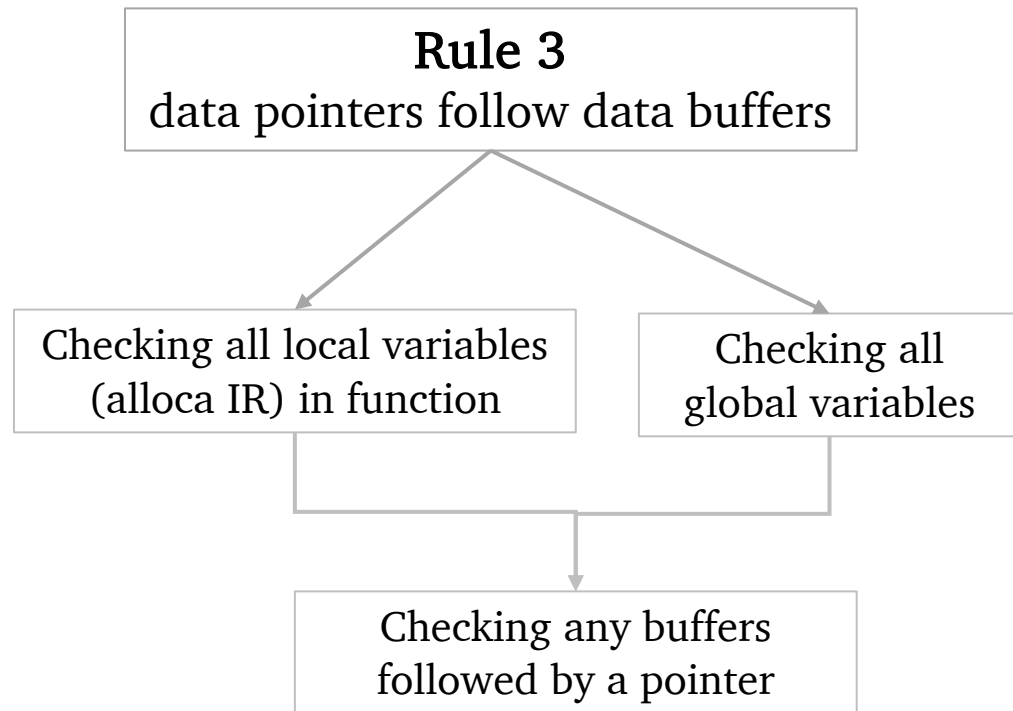 Rule 3
data pointers follow data buffers
Checking all local variables
(alloca IR) in function
Checking all
global variables
Checking any buffers
followed by a pointer